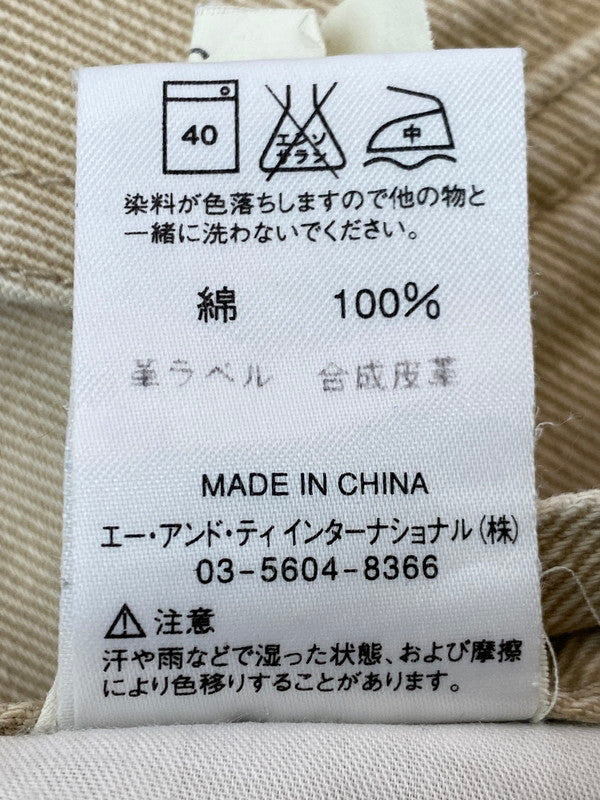 40
エンソ
サラシ
中
染料が色落ちしますので他の物と
一緒に洗わないでください。
綿 100%
革ラベル 合成皮革
MADE IN CHINA
エー・アンド・ティインターナショナル(株)
03-5604-8366
注意
汗や雨などで湿った状態、および摩擦
により色移りすることがあります。